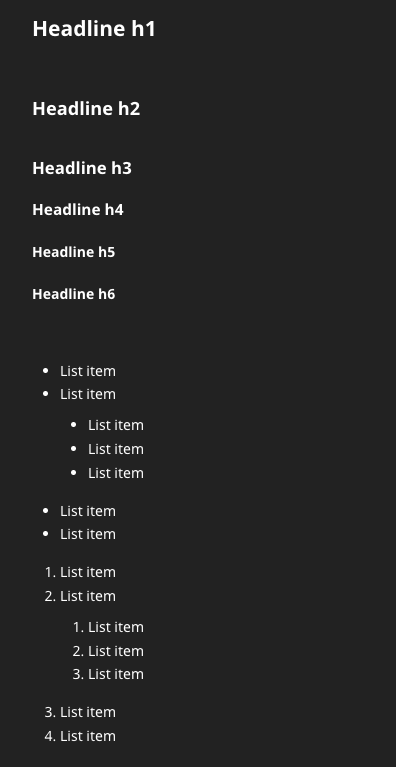 Headline h1
Headline h2
Headline h3
Headline h4
Headline h5
Headline h6
• List item
• List item
• List item
• List item
• List item
• List item
• List item
1. List item
2. List item
1. List item
2. List item
3. List item
3. List item
4. List item